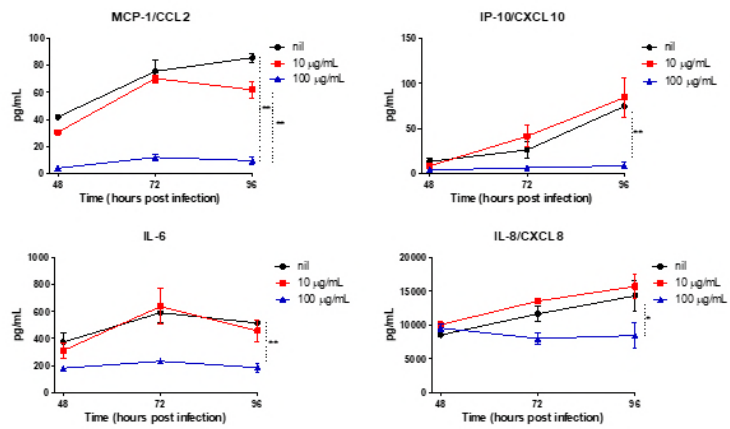 MCP-1/CCL2
100
80
60
40
20
0
pg/mL
48
72
96
Time (hours post infection)
nil
10 µg/mL
100 µg/mL
**
**
IP-10/CXCL10
150
100
50
0
pg/mL
48
72
96
Time (hours post infection)
nil
10 µg/mL
100 µg/mL
**
IL-6
1000
800
600
400
200
0
pg/mL
48
72
96
Time (hours post infection)
nil
10 µg/mL
100 µg/mL
**
IL-8/CXCL8
20000
15000
10000
5000
0
pg/mL
48
72
96
Time (hours post infection)
nil
10 µg/mL
100 µg/mL
*